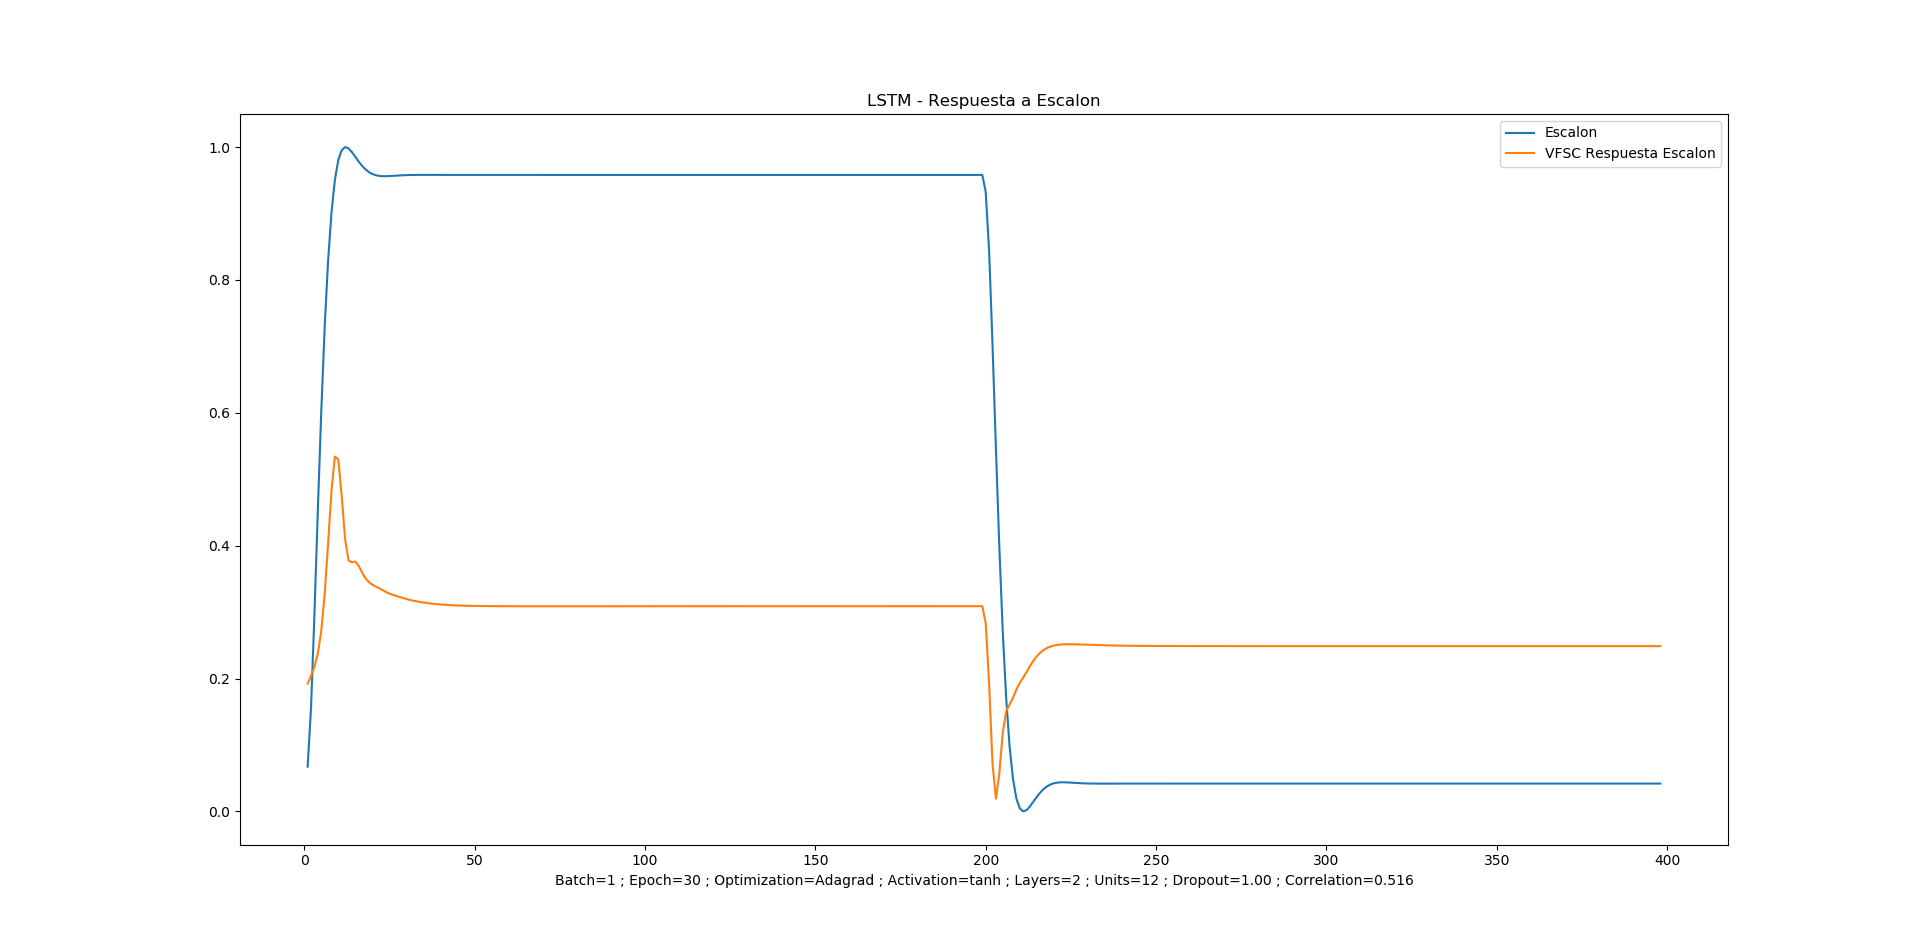 LSTM - Respuesta a Escalon
Escalon
VFSC Respuesta Escalon
1.0
0.8
0.6
0.4
0.2
0.0
0 50 100 150 200 250 300 350 400
Batch=1 ; Epoch=30 ; Optimization=Adagrad ; Activation=tanh ; Layers=2 ; Units=12 ; Dropout=1.00 ; Correlation=0.516